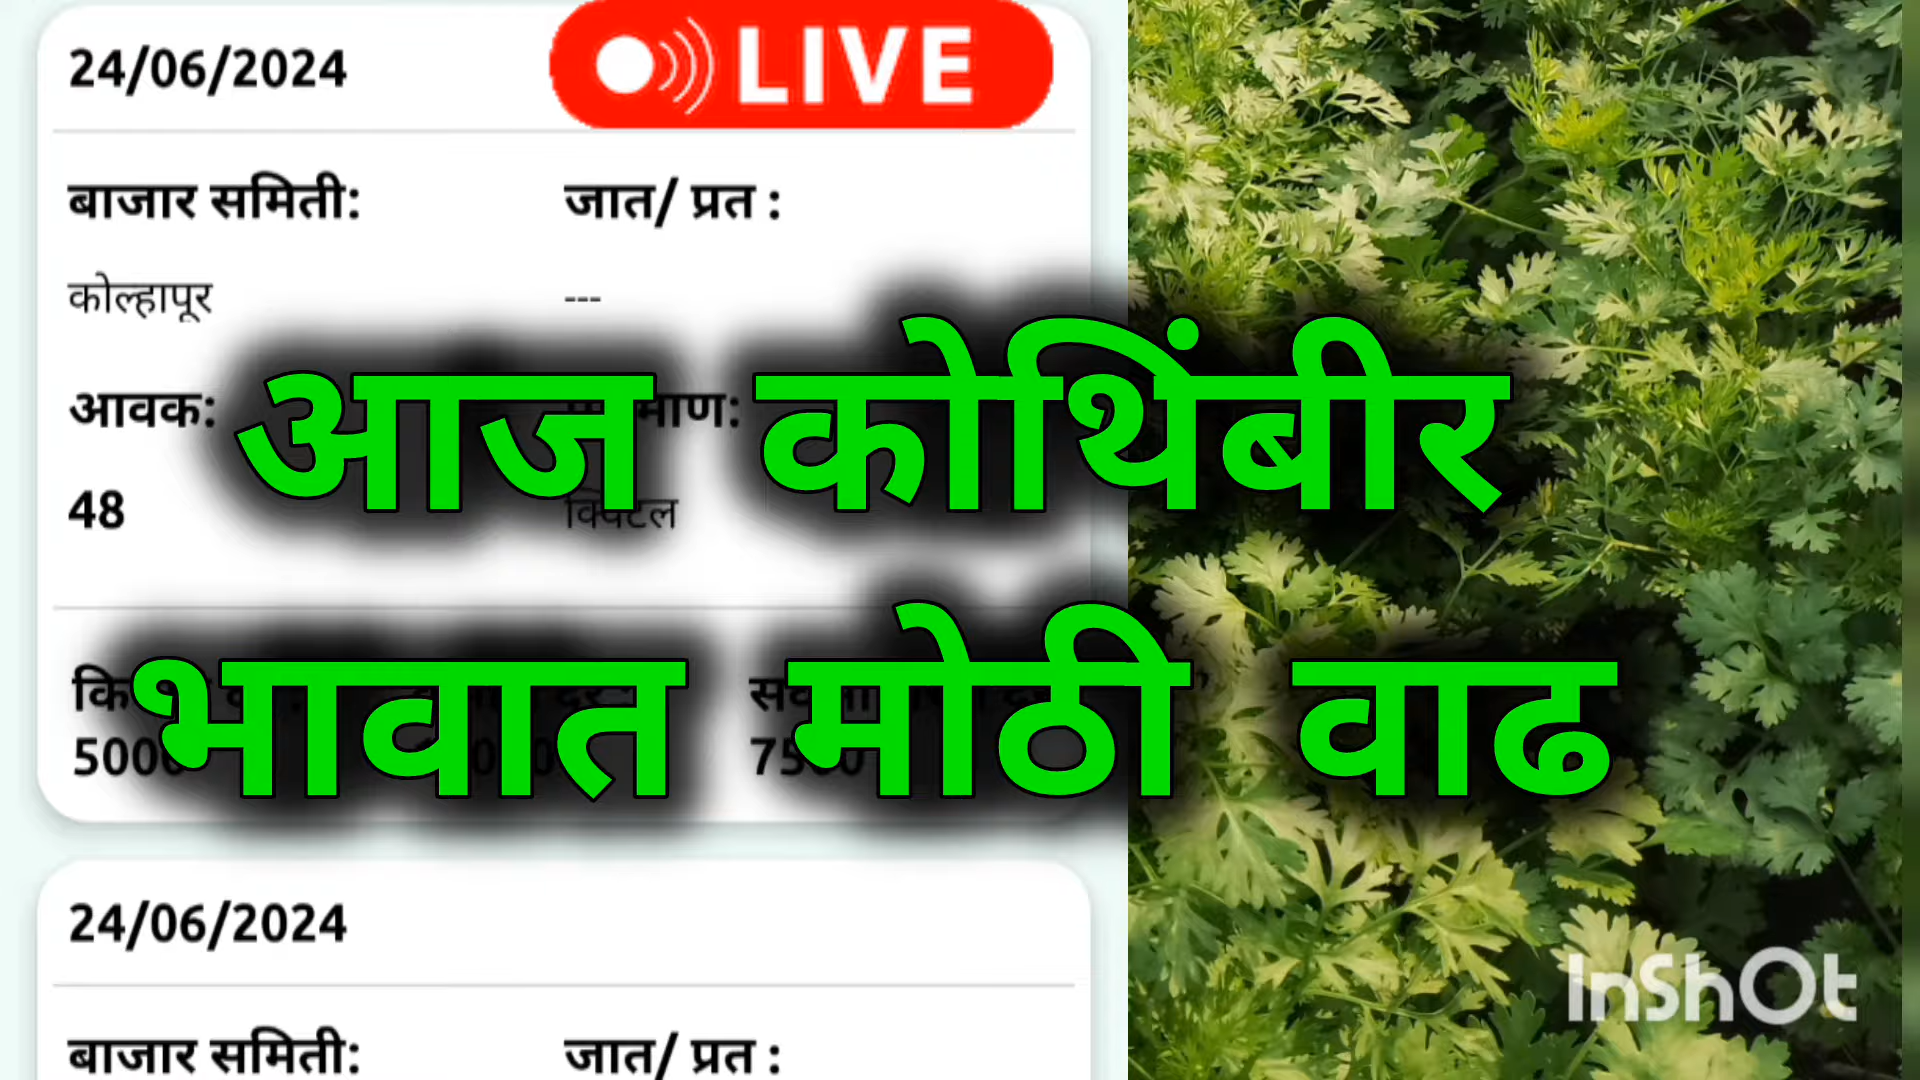 24/06/2024
LIVE
बाजार समिती: जात/ प्रत :
कोल्हापूर ---
आवक:
48
आज कोथिंबीर
भावात मोठी वाढ
24/06/2024
बाजार समिती: जात/ प्रत :
InShOt